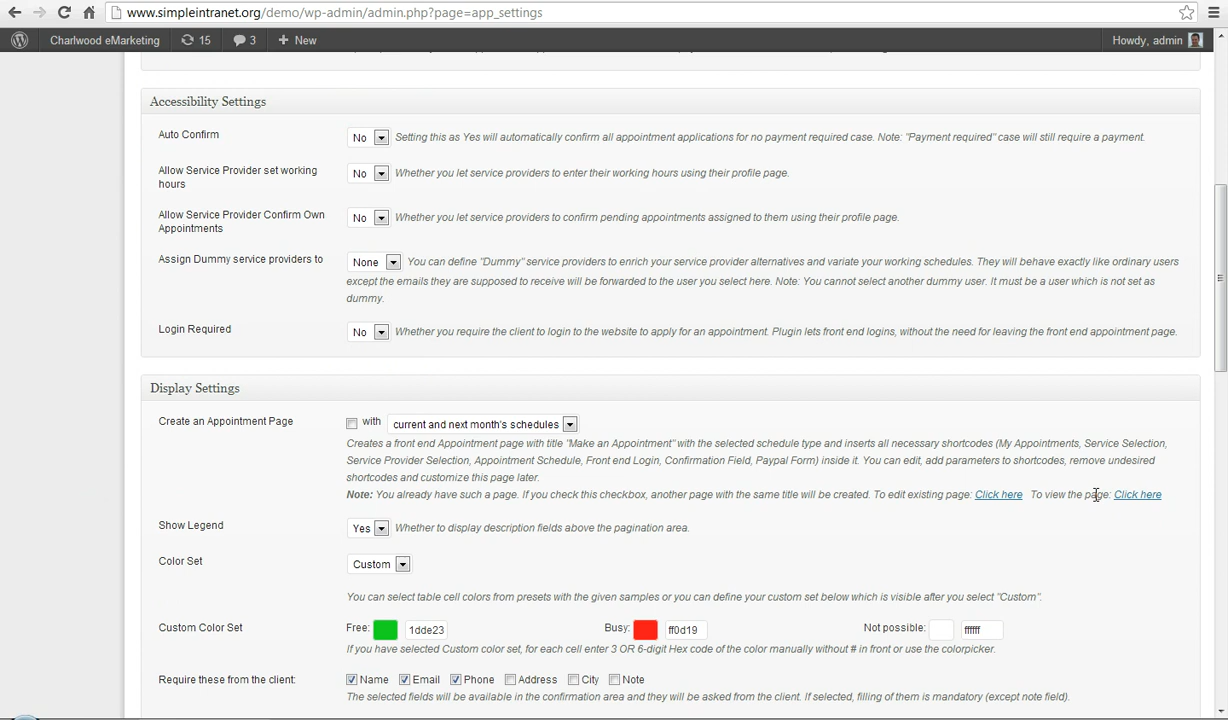 www.simpleintranet.org/demo/wp-admin/admin.php?page=app_settings
Charlwood eMarketing 15 3 + New Howdy, admin
Accessibility Settings
Auto Confirm No Setting this as Yes will automatically confirm all appointment applications for no payment required case. Note: "Payment required" case will still require a payment.
Allow Service Provider set working
hours
No Whether you let service providers to enter their working hours using their profile page.
Allow Service Provider Confirm Own
Appointments
No Whether you let service providers to confirm pending appointments assigned to them using their profile page.
Assign Dummy service providers to None You can define "Dummy" service providers to enrich your service provider alternatives and variate your working schedules. They will behave exactly like ordinary users
except the emails they are supposed to receive will be forwarded to the user you select here. Note: You cannot select another dummy user. It must be a user which is not set as
dummy.
Login Required No Whether you require the client to login to the website to apply for an appointment. Plugin lets front end logins, without the need for leaving the front end appointment page.
Display Settings
Create an Appointment Page with current and next month's schedules
Creates a front end Appointment page with title "Make an Appointment" with the selected schedule type and inserts all necessary shortcodes (My Appointments, Service Selection,
Service Provider Selection, Appointment Schedule, Front end Login, Confirmation Field, Paypal Form) inside it. You can edit, add parameters to shortcodes, remove undesired
shortcodes and customize this page later.
Note: You already have such a page. If you check this checkbox, another page with the same title will be created. To edit existing page: Click here To view the page: Click here
Show Legend Yes Whether to display description fields above the pagination area.
Color Set Custom
You can select table cell colors from presets with the given samples or you can define your custom set below which is visible after you select "Custom".
Custom Color Set Free: 1dde23 Busy: ff0d19 Not possible: ffffff
If you have selected Custom color set, for each cell enter 3 OR 6-digit Hex code of the color manually without # in front or use the colorpicker.
Require these from the client: Name Email Phone Address City Note
The selected fields will be available in the confirmation area and they will be asked from the client. If selected, filling of them is mandatory (except note field).